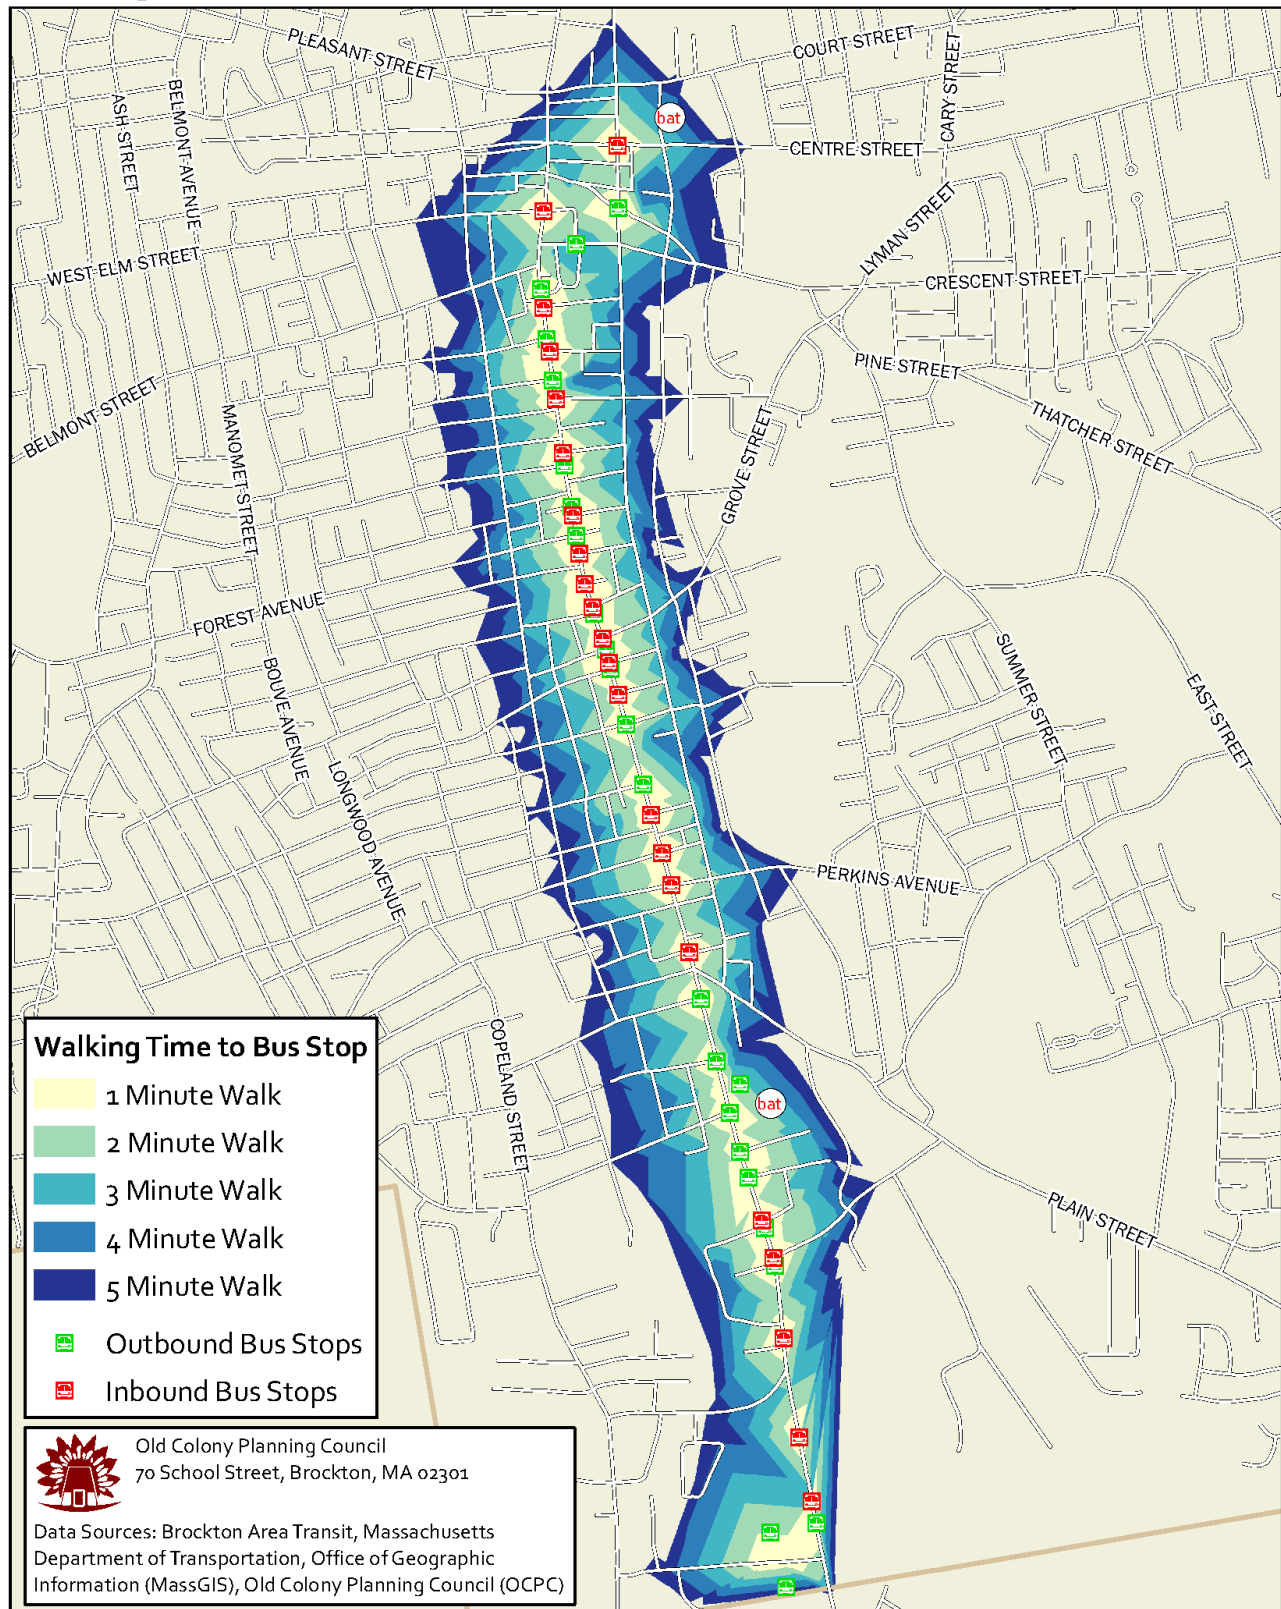 PLEASANT STREET
COURT STREET
CARY STREET
ASH STREET
BELMONT AVENUE
bat
CENTRE STREET
LYMAN STREET
WEST ELM STREET
CRESCENT STREET
PINE STREET
BELMONT STREET
THATCHER STREET
MANOMET STREET
GROVE STREET
FOREST AVENUE
SUMMER STREET
EAST STREET
BOUVE AVENUE
LONGWOOD AVENUE
PERKINS AVENUE
COPELAND STREET
bat
PLAIN STREET
Walking Time to Bus Stop
1 Minute Walk
2 Minute Walk
3 Minute Walk
4 Minute Walk
5 Minute Walk
Outbound Bus Stops
Inbound Bus Stops
Old Colony Planning Council
70 School Street, Brockton, MA 02301
Data Sources: Brockton Area Transit, Massachusetts
Department of Transportation, Office of Geographic
Information (MassGIS), Old Colony Planning Council (OCPC)